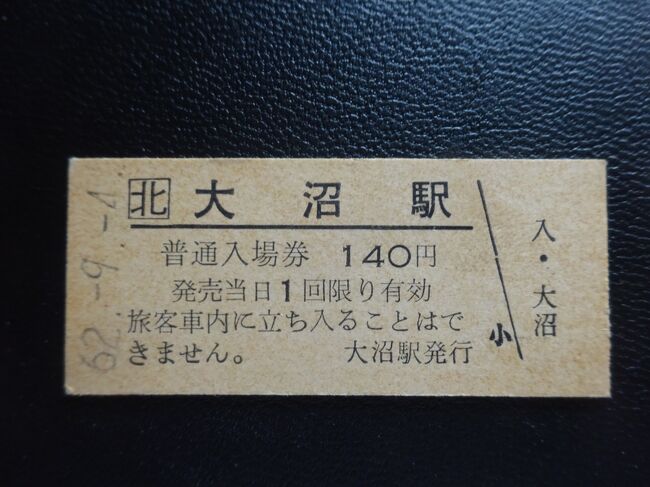 北 大沼駅
普通入場券 140円
発売当日1回限り有効
旅客車内に立ち入ることはで
きません。 大沼駅発行
小
入・大沼
62.-9.-4